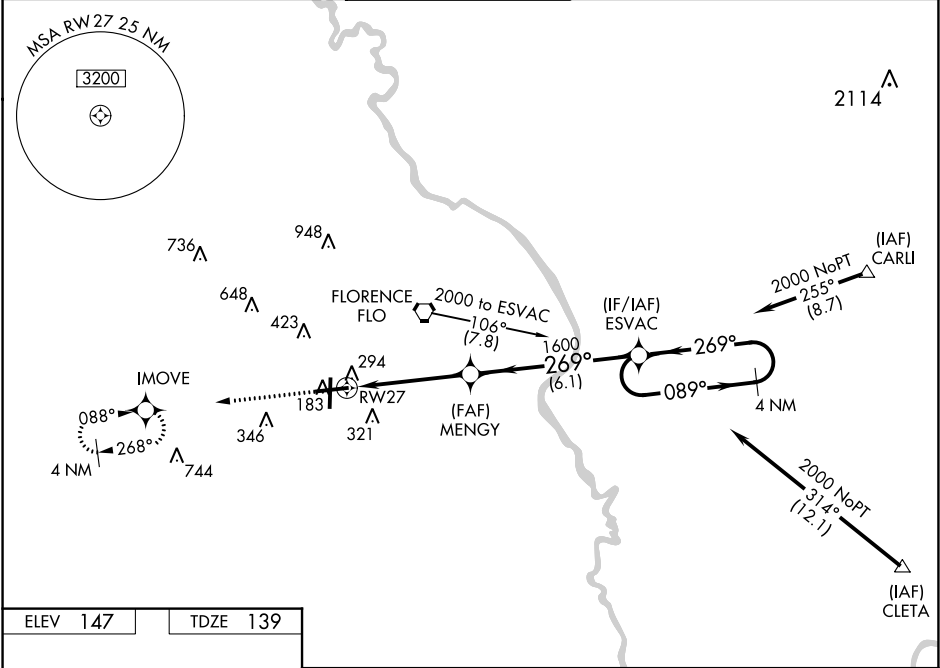 MSA RW27 25 NM
3200
2114
736
948
648
423
FLORENCE
FLO
2000 to ESVAC
106°
(7.8)
(IF/IAF)
ESVAC
2000 NoPT
255°
(8.7)
(IAF)
CARLI
1600
269°
(6.1)
269°
089°
4 NM
IMOVE
088°
268°
4 NM
744
346
183
294
RW27
321
(FAF)
MENGY
2000 NoPT
314°
(12.1)
(IAF)
CLETA
ELEV 147
TDZE 139